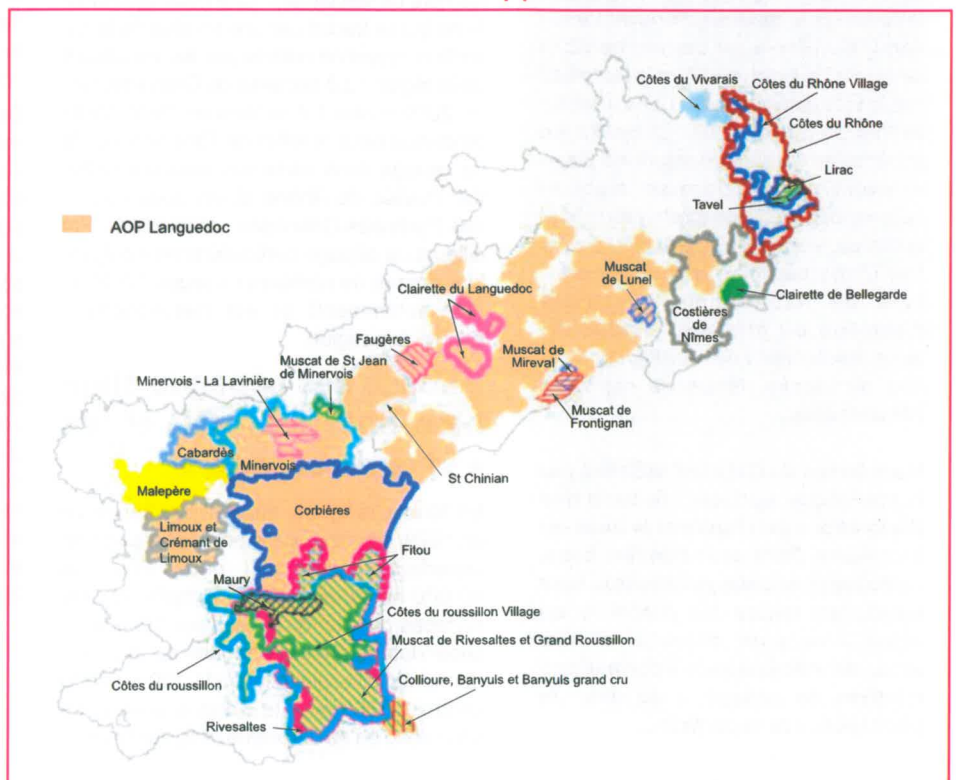 Côtes du Vivarais
Côtes du Rhône Village
Côtes du Rhône
Lirac
Tavel
AOP Languedoc
Muscat
de Lunel
Clairette du Languedoc
Clairette de Bellegarde
Costières
de
Nîmes
Faugères
Muscat de
Mireval
Muscat de St Jean
de Minervois
Minervois - La Lavinière
Muscat de
Frontignan
Cabardès
Minervois
St Chinian
Malepère
Corbières
Limoux et
Crémant de
Limoux
Fitou
Maury
Côtes du roussillon Village
Muscat de Rivesaltes et Grand Roussillon
Côtes du roussillon
Collioure, Banyuls et Banyuls grand cru
Rivesaltes